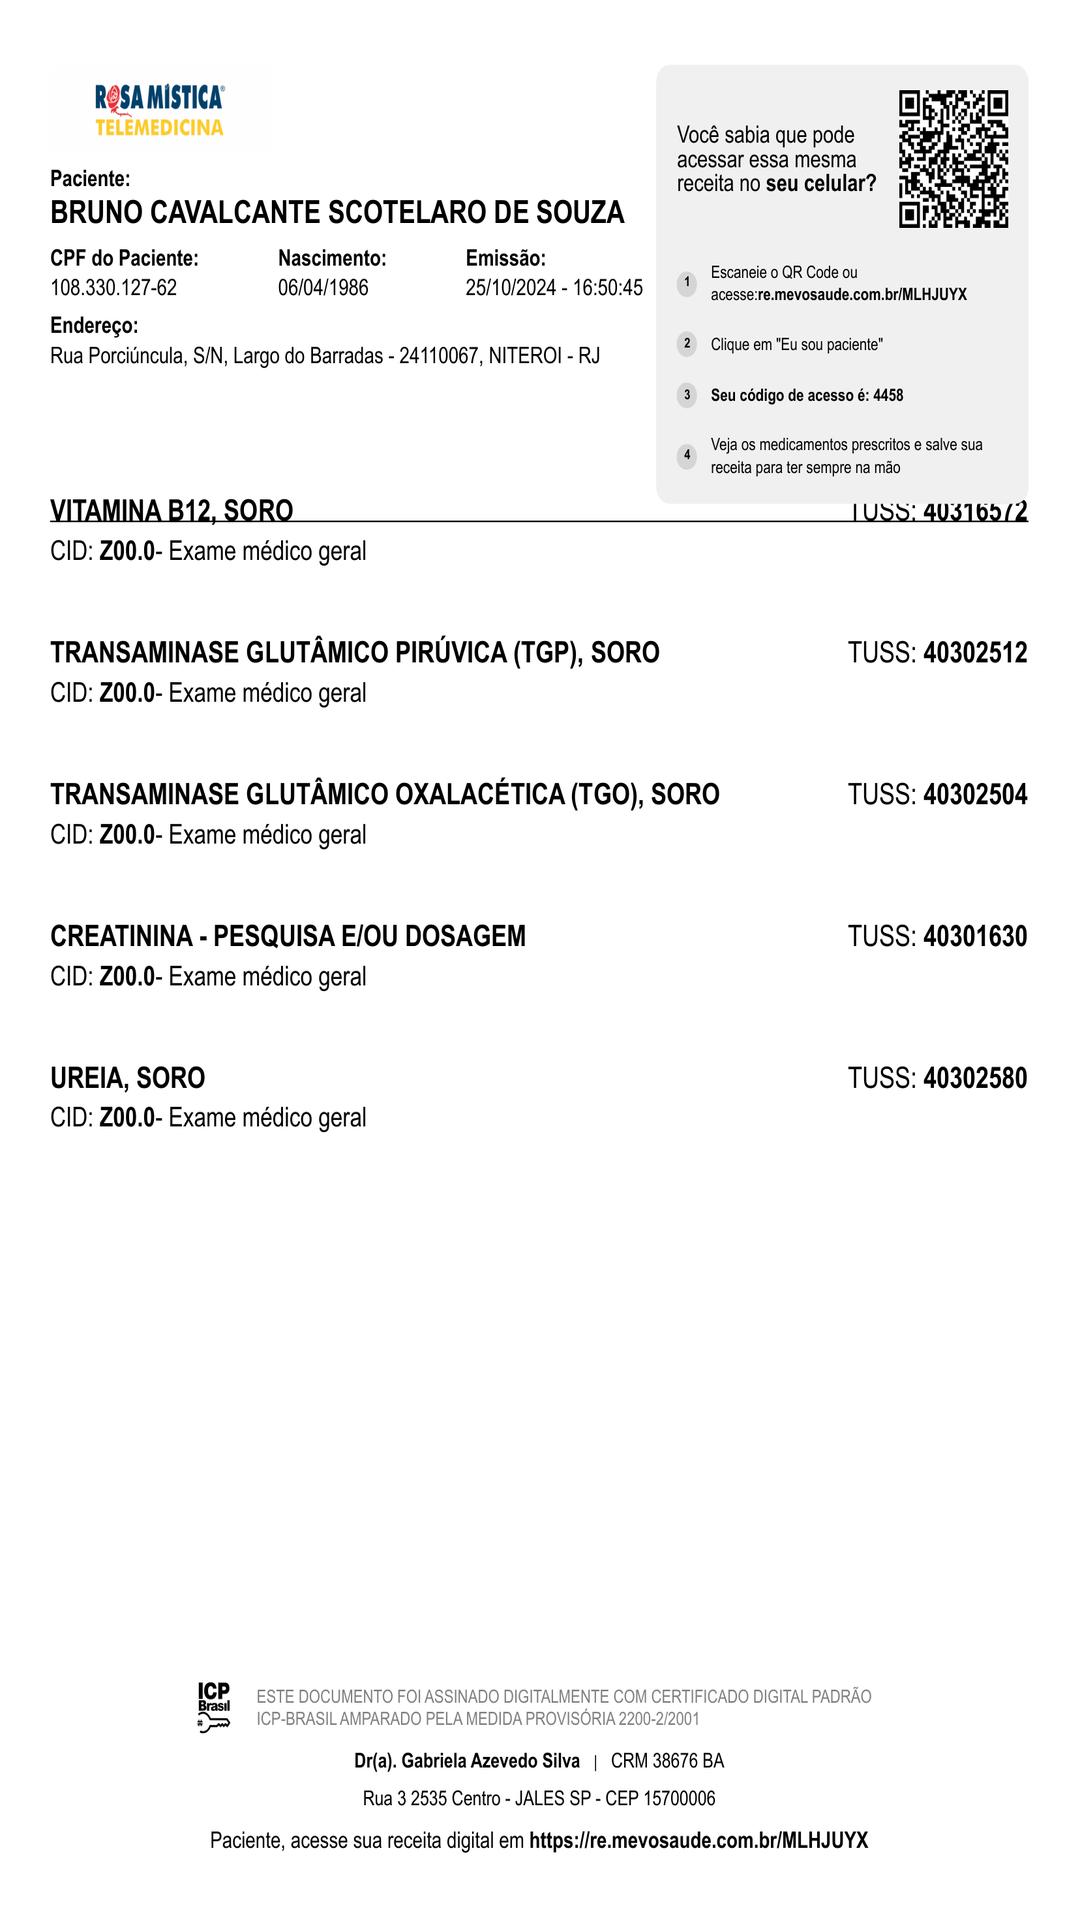 ROSA MÍSTICA®
TELEMEDICINA
Paciente:
BRUNO CAVALCANTE SCOTELARO DE SOUZA
CPF do Paciente: Nascimento: Emissão:
108.330.127-62 06/04/1986 25/10/2024 - 16:50:45
Endereço:
Rua Porciúncula, S/N, Largo do Barradas - 24110067, NITEROI - RJ
Você sabia que pode
acessar essa mesma
receita no seu celular?
1 Escaneie o QR Code ou
acesse:re.mevosaude.com.br/MLHJUYX
2 Clique em "Eu sou paciente"
3 Seu código de acesso é: 4458
4 Veja os medicamentos prescritos e salve sua
receita para ter sempre na mão
VITAMINA B12, SORO TUSS: 40316572
CID: Z00.0- Exame médico geral
TRANSAMINASE GLUTÂMICO PIRÚVICA (TGP), SORO TUSS: 40302512
CID: Z00.0- Exame médico geral
TRANSAMINASE GLUTÂMICO OXALACÉTICA (TGO), SORO TUSS: 40302504
CID: Z00.0- Exame médico geral
CREATININA - PESQUISA E/OU DOSAGEM TUSS: 40301630
CID: Z00.0- Exame médico geral
UREIA, SORO TUSS: 40302580
CID: Z00.0- Exame médico geral
ICP
Brasil
ESTE DOCUMENTO FOI ASSINADO DIGITALMENTE COM CERTIFICADO DIGITAL PADRÃO
ICP-BRASIL AMPARADO PELA MEDIDA PROVISÓRIA 2200-2/2001
Dr(a). Gabriela Azevedo Silva | CRM 38676 BA
Rua 3 2535 Centro - JALES SP - CEP 15700006
Paciente, acesse sua receita digital em https://re.mevosaude.com.br/MLHJUYX